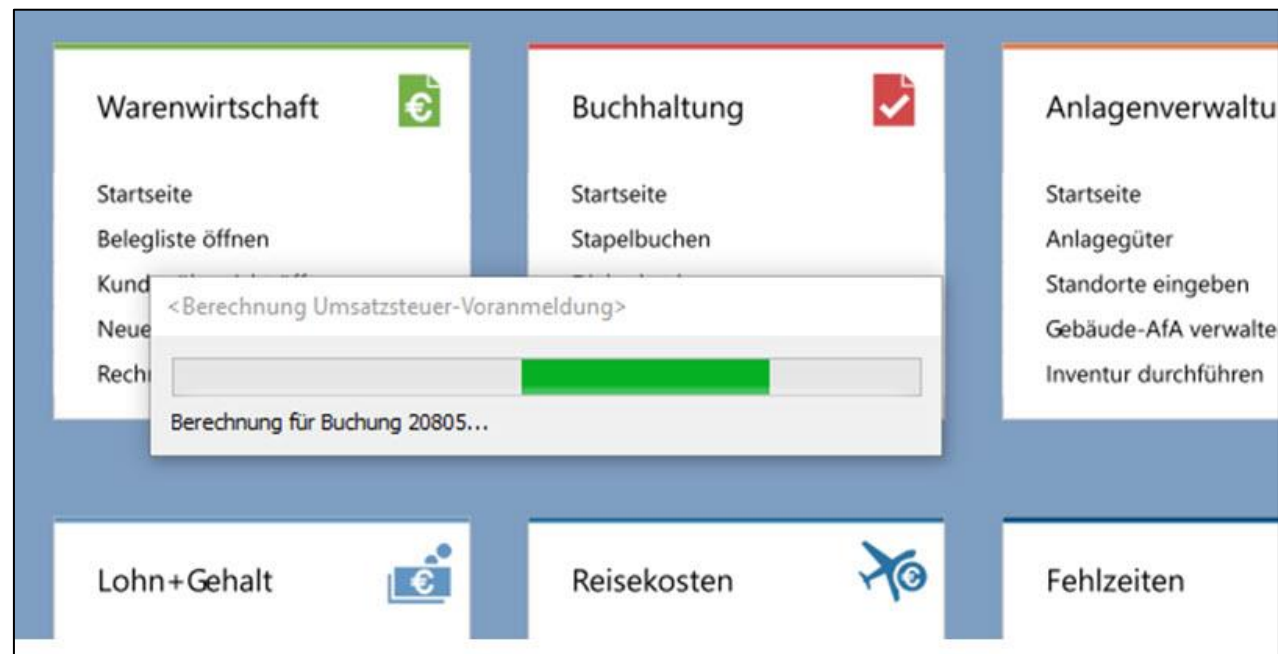 Warenwirtschaft
Startseite
Belegliste öffnen
Kund
Neue
Rech
Buchhaltung
Startseite
Stapelbuchen
Anlagenverwaltu
Startseite
Anlagegüter
Standorte eingeben
Gebäude-AfA verwalte
Inventur durchführen
<Berechnung Umsatzsteuer-Voranmeldung>
Berechnung für Buchung 20805...
Lohn+Gehalt
Reisekosten
Fehlzeiten